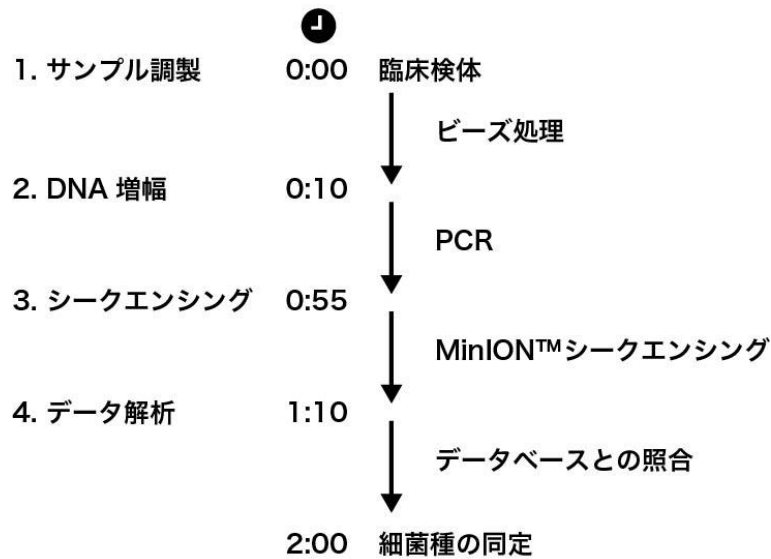 1. サンプル調製 0:00 臨床検体
ビーズ処理
2. DNA 増幅 0:10
PCR
3. シークエンシング 0:55
MinION™シークエンシング
4. データ解析 1:10
データベースとの照合
2:00 細菌種の同定